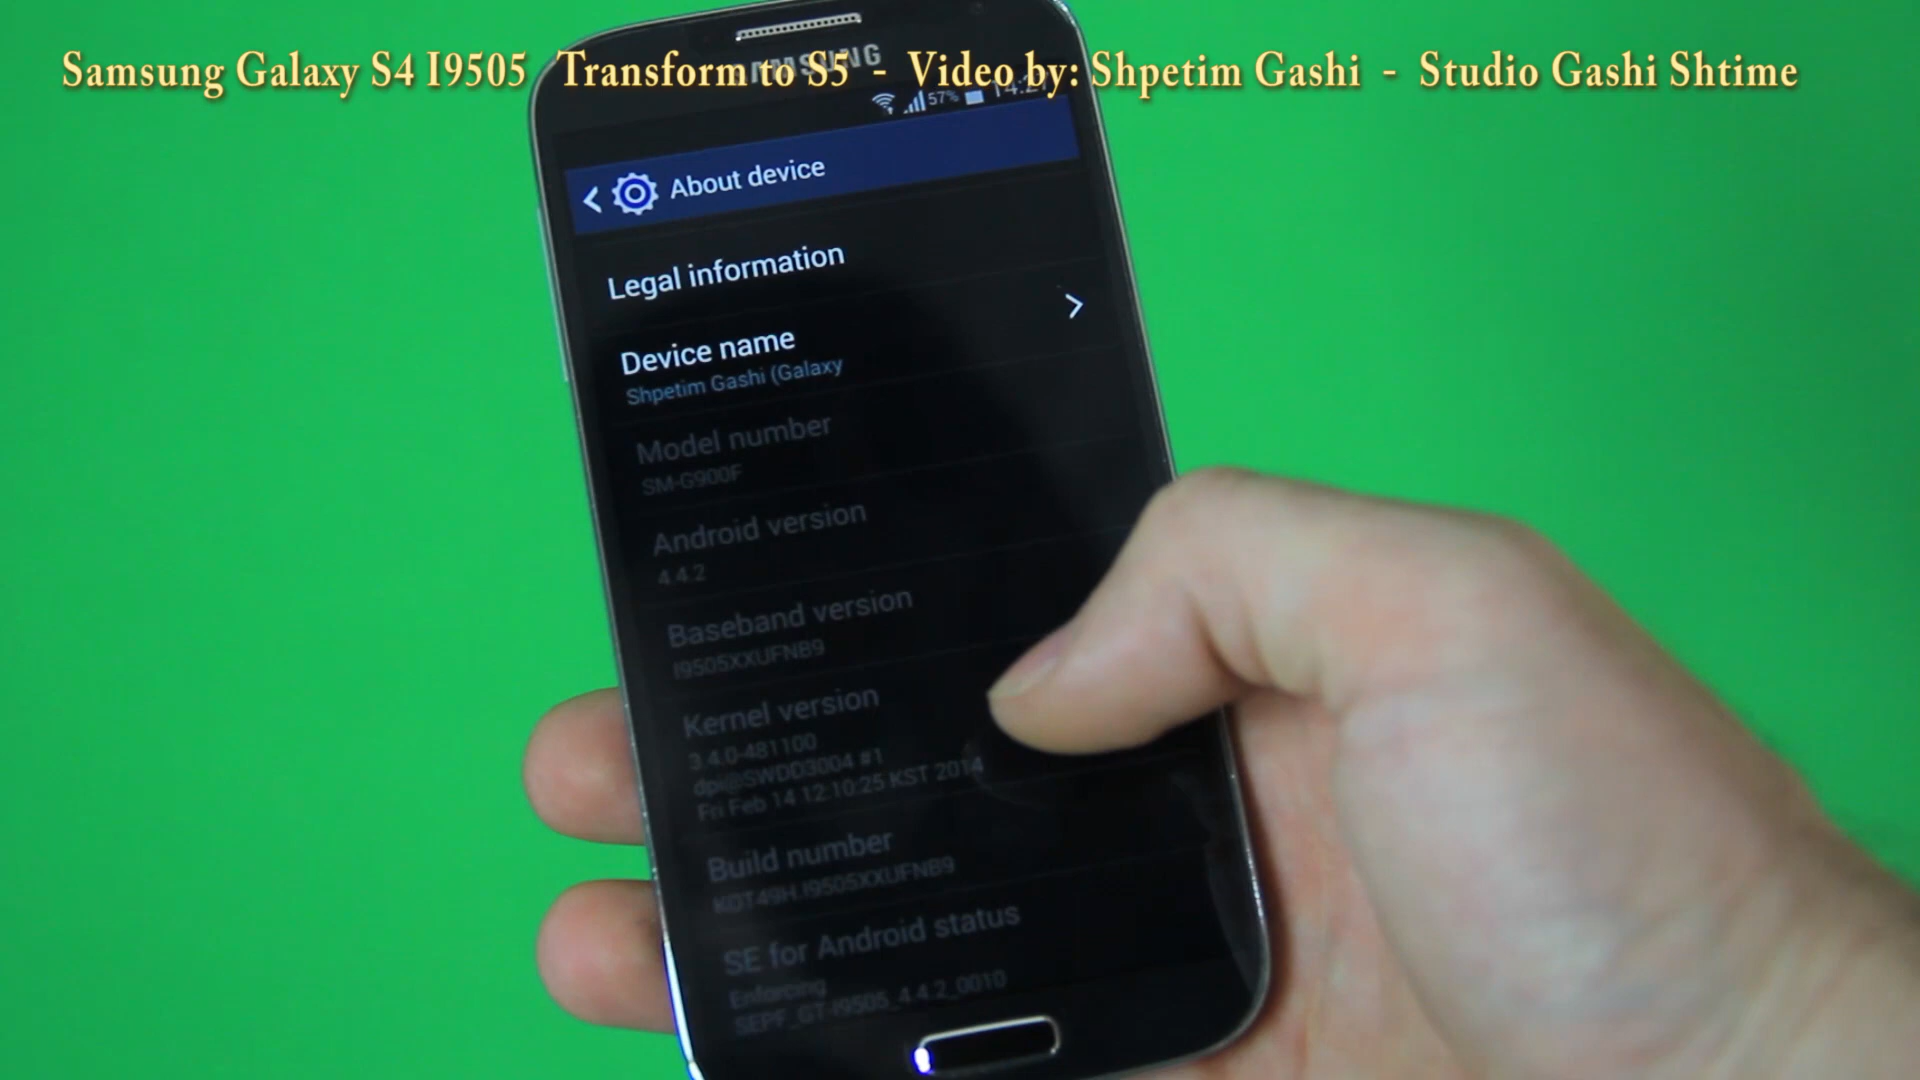 Samsung Galaxy S4 I9505 Transform to S5 - Video by: Shpetim Gashi - Studio Gashi Shtime
SAMSUNG
57%
About device
Legal information
Device name
Shpetim Gashi (Galaxy
Model number
SM-G900F
Android version
4.4.2
Baseband version
I9505XXUFNB9
Kernel version
3.4.0-481100
dpi@SWDD3004 #1
Fri Feb 14 12:10:25 KST 2014
Build number
KOT49H.I9505XXUFNB9
SE for Android status
Enforcing
SEPF_GT-I9505_4.4.2_0010